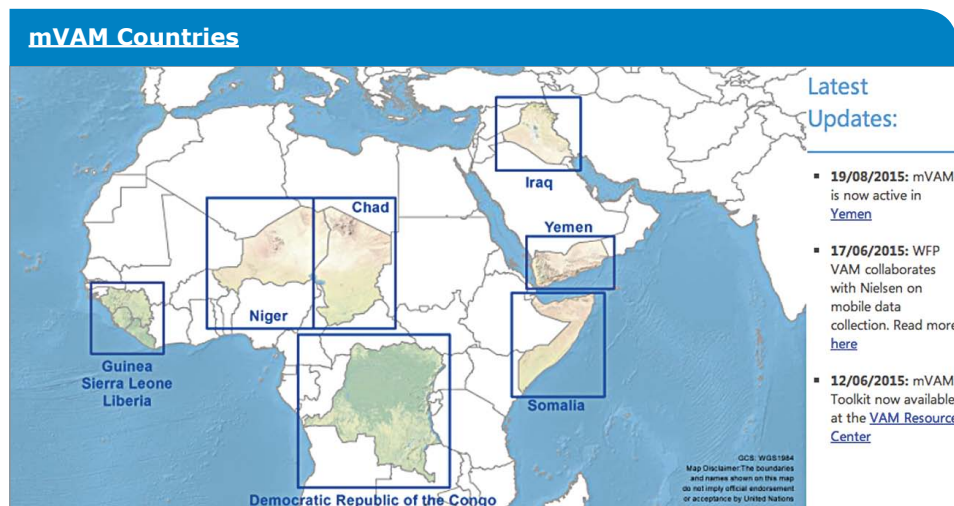 mVAM Countries
Latest
Updates:
19/08/2015: mVAM
is now active in
Yemen
17/06/2015: WFP
VAM collaborates
with Nielsen on
mobile data
collection. Read more
here
12/06/2015: mVAM
Toolkit now available
at the VAM Resource
Center
Iraq
Chad
Yemen
Niger
Guinea
Sierra Leone
Liberia
Somalia
Democratic Republic of the Congo
GCS: WGS1984
Map Disclaimer:The boundaries
and names shown on this map
do not imply official endorsement
or acceptance by United Nations